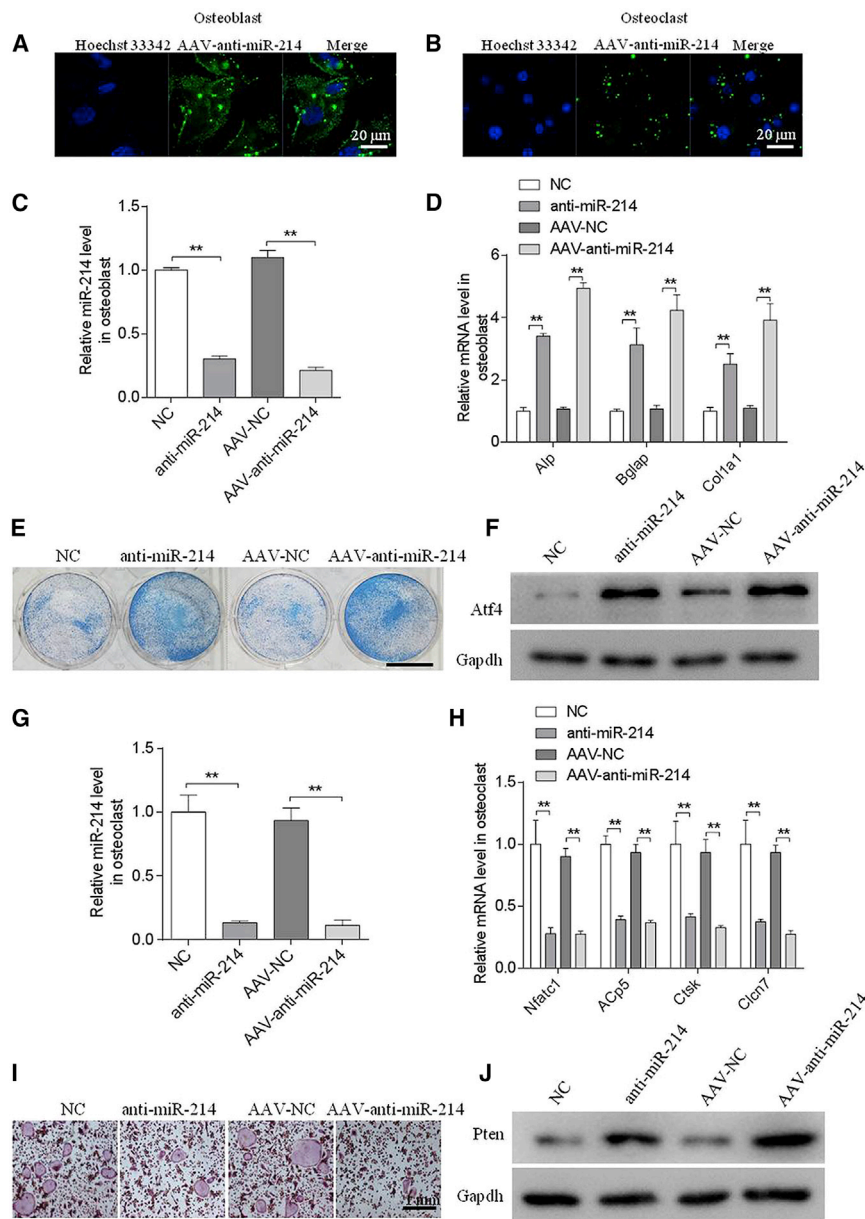 Osteoblast
Osteoclast
A
Hoechst 33342 AAV-anti-miR-214 Merge
20 μm
B
Hoechst 33342 AAV-anti-miR-214 Merge
20 μm
C
Relative miR-214 level
in osteoblast
1.5
1.0
0.5
0.0
**
**
NC
anti-miR-214
AAV-NC
AAV-anti-miR-214
D
NC
anti-miR-214
AAV-NC
AAV-anti-miR-214
Relative mRNA level in
osteoblast
6
4
2
0
** **
** **
** **
Alp
Bglap
Col1a1
E
NC anti-miR-214 AAV-NC AAV-anti-miR-214
F
NC anti-miR-214 AAV-NC AAV-anti-miR-214
Atf4
Gapdh
G
Relative miR-214 level
in osteoclast
1.5
1.0
0.5
0.0
**
**
NC
anti-miR-214
AAV-NC
AAV-anti-miR-214
H
NC
anti-miR-214
AAV-NC
AAV-anti-miR-214
Relative mRNA level in osteoclast
1.5
1.0
0.5
0.0
** **
** **
** **
** **
Nfatc1
ACp5
Ctsk
Clcn7
I
NC anti-miR-214 AAV-NC AAV-anti-miR-214
1 mm
J
NC anti-miR-214 AAV-NC AAV-anti-miR-214
Pten
Gapdh